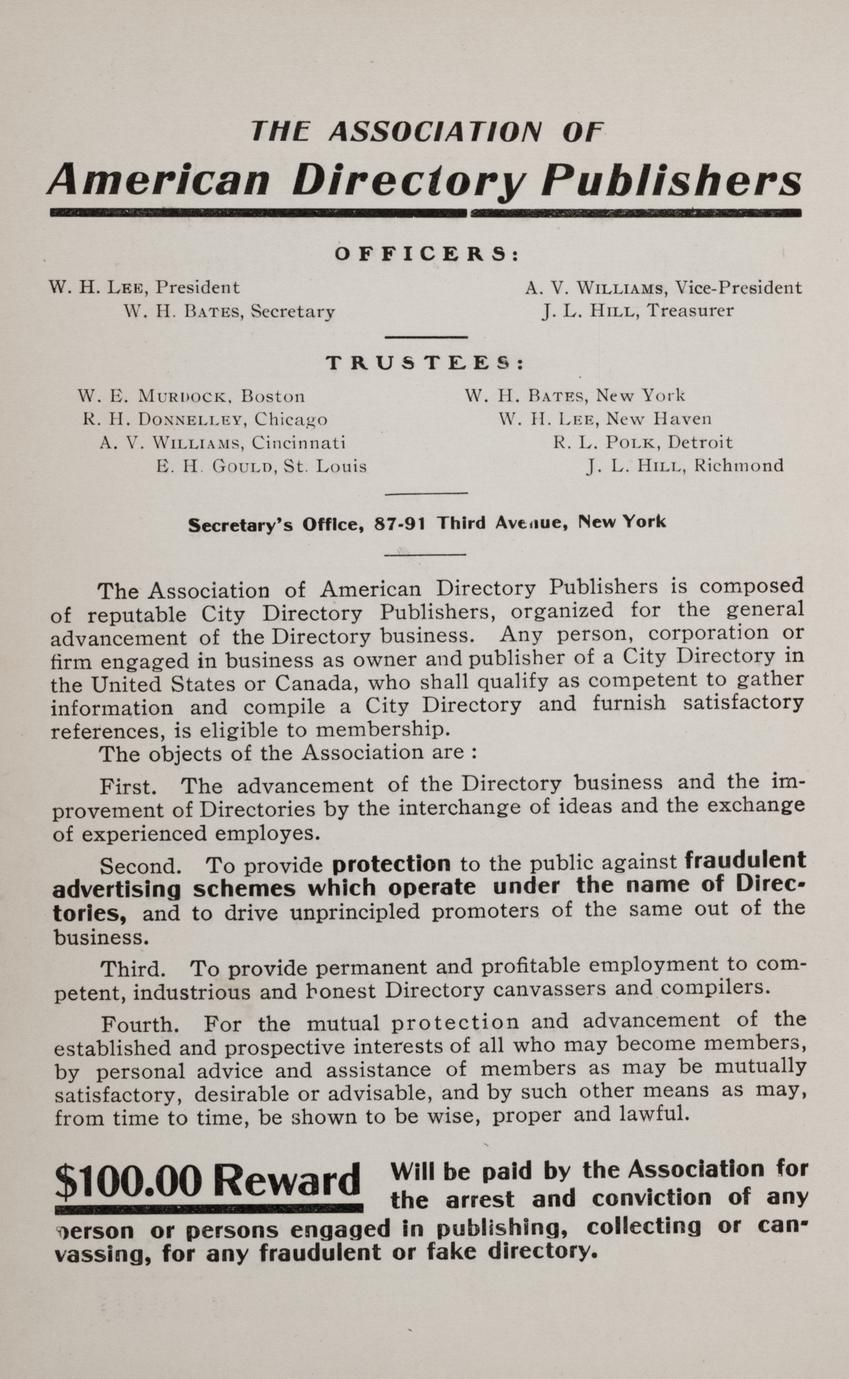 THE ASSOCIATION OF
American Directory Publishers
OFFICERS:
W. H. LEE, President
A. V. WILLIAMS, Vice-President
W. H. BATES, Secretary
J. L. HILL, Treasurer
TRUSTEES:
W. E. MURDOCK, Boston
W. H. BATES, New York
R. H. DONNELLEY, Chicago
W. H. LEE, New Haven
A. V. WILLIAMS, Cincinnati
R. L. POLK, Detroit
E. H. GOULD, St. Louis
J. L. HILL, Richmond
Secretary's Office, 87-91 Third Avenue, New York
The Association of American Directory Publishers is composed
of reputable City Directory Publishers, organized for the general
advancement of the Directory business. Any person, corporation or
firm engaged in business as owner and publisher of a City Directory in
the United States or Canada, who shall qualify as competent to gather
information and compile a City Directory and furnish satisfactory
references, is eligible to membership.
The objects of the Association are :
First. The advancement of the Directory business and the im-
provement of Directories by the interchange of ideas and the exchange
of experienced employes.
Second. To provide protection to the public against fraudulent
advertising schemes which operate under the name of Direc-
tories, and to drive unprincipled promoters of the same out of the
business.
Third. To provide permanent and profitable employment to com-
petent, industrious and honest Directory canvassers and compilers.
Fourth. For the mutual protection and advancement of the
established and prospective interests of all who may become members,
by personal advice and assistance of members as may be mutually
satisfactory, desirable or advisable, and by such other means as may,
from time to time, be shown to be wise, proper and lawful.
$100.00 Reward Will be paid by the Association for
the arrest and conviction of any
person or persons engaged in publishing, collecting or can-
vassing, for any fraudulent or fake directory.